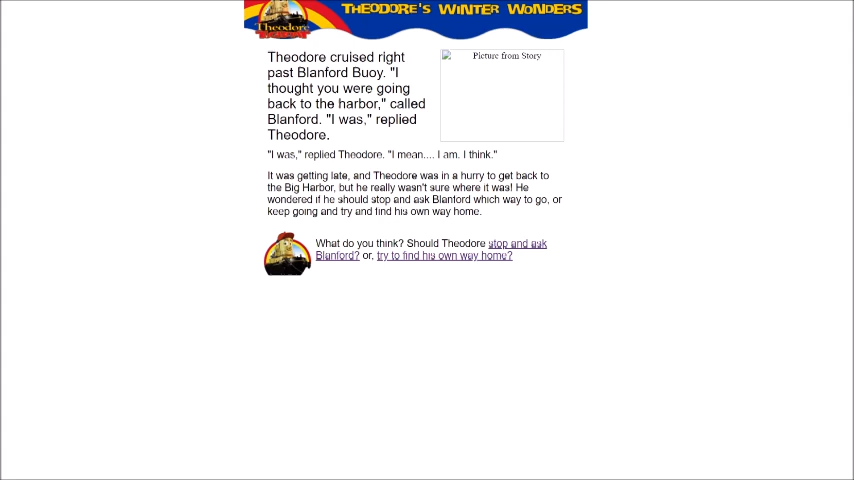 Theodore
THEODORE'S WINTER WONDERS
Theodore cruised right
past Blanford Buoy. "I
thought you were going
back to the harbor," called
Blanford. "I was," replied
Theodore.
Picture from Story
"I was," replied Theodore. "I mean.... I am. I think."
It was getting late, and Theodore was in a hurry to get back to
the Big Harbor, but he really wasn't sure where it was! He
wondered if he should stop and ask Blanford which way to go, or
keep going and try and find his own way home.
What do you think? Should Theodore stop and ask
Blanford? or, try to find his own way home?